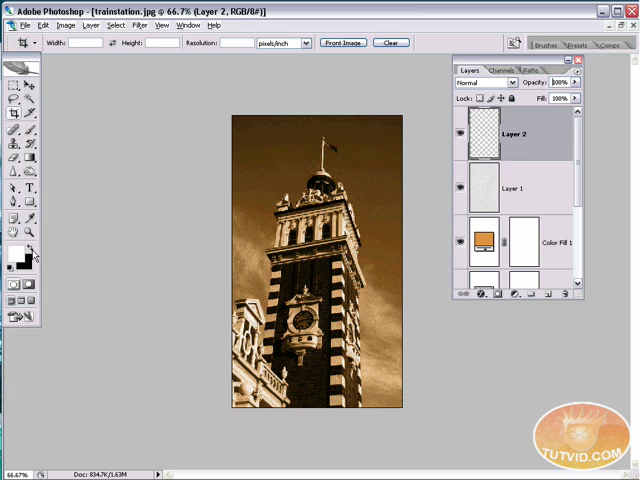 Adobe Photoshop - [trainstation.jpg @ 66.7% (Layer 2, RGB/8#)]
File Edit Image Layer Select Filter View Window Help
Width: Height: Resolution: pixels/inch Front Image Clear Brushes Presets Comps
Layers Channels Paths
Normal Opacity: 100%
Lock: Fill: 100%
Layer 2
Layer 1
Color Fill 1
T
TUTVID.COM
66.67% Doc: 834.7K/1.63M